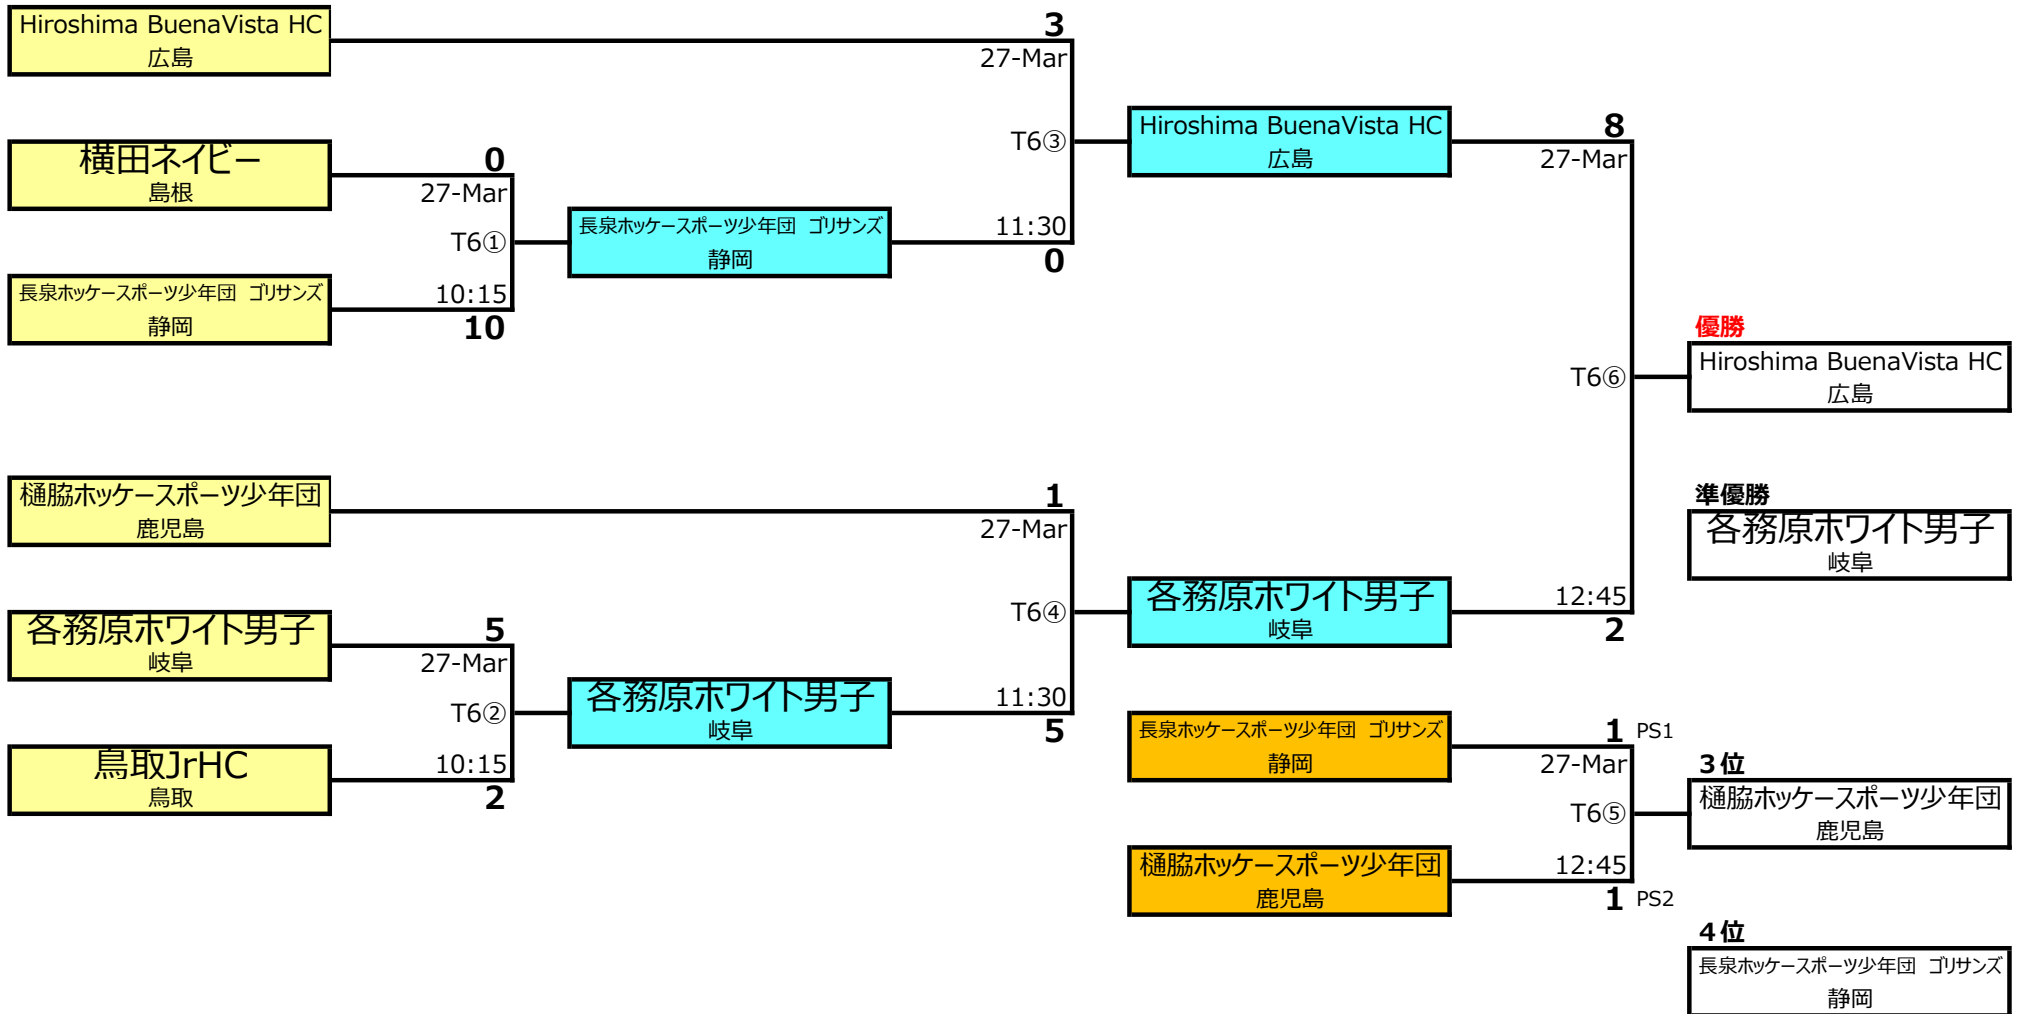 Hiroshima BuenaVista HC
広島
3
27-Mar
T6③
11:30
0
横田ネイビー
島根
0
27-Mar
T6①
10:15
10
長泉ホッケースポーツ少年団　ゴリサンズ
静岡
長泉ホッケースポーツ少年団　ゴリサンズ
静岡
Hiroshima BuenaVista HC
広島
8
27-Mar
T6⑥
12:45
2
優勝
Hiroshima BuenaVista HC
広島
準優勝
各務原ホワイト男子
岐阜
樋脇ホッケースポーツ少年団
鹿児島
1
27-Mar
T6④
11:30
5
各務原ホワイト男子
岐阜
各務原ホワイト男子
岐阜
5
27-Mar
T6②
10:15
2
鳥取JrHC
鳥取
各務原ホワイト男子
岐阜
長泉ホッケースポーツ少年団　ゴリサンズ
静岡
1 PS1
27-Mar
T6⑤
12:45
1 PS2
樋脇ホッケースポーツ少年団
鹿児島
３位
樋脇ホッケースポーツ少年団
鹿児島
４位
長泉ホッケースポーツ少年団　ゴリサンズ
静岡